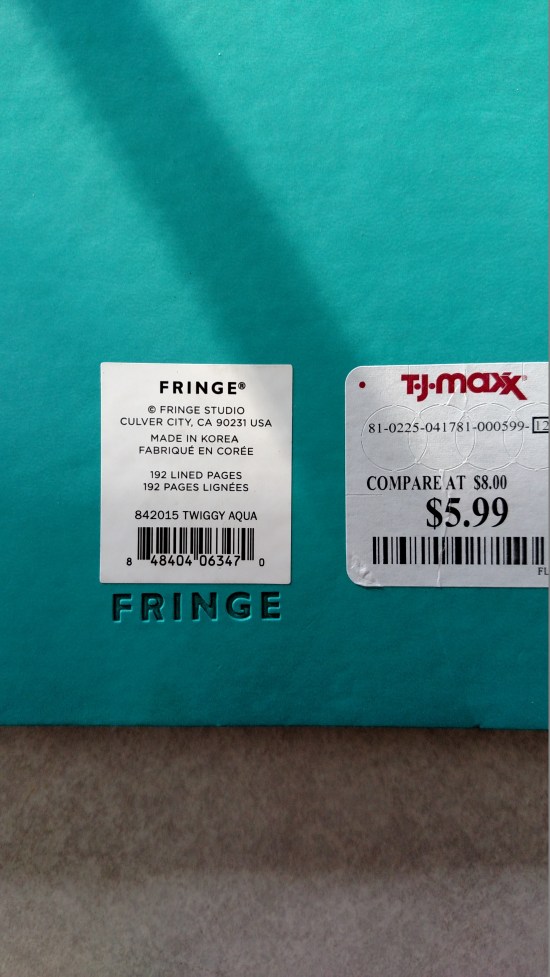 FRINGE®
© FRINGE STUDIO
CULVER CITY, CA 90231 USA
MADE IN KOREA
FABRIQUÉ EN CORÉE
192 LINED PAGES
192 PAGES LIGNÉES
842015 TWIGGY AQUA
8 48404 06347 0
FRINGE
T·J·maxx®
81-0225-041781-000599-12
COMPARE AT $8.00
$5.99
FL